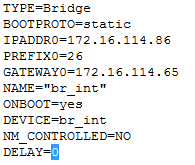 TYPE=Bridge
BOOTPROTO=static
IPADDR0=172.16.114.86
PREFIX0=26
GATEWAY0=172.16.114.65
NAME="br_int"
ONBOOT=yes
DEVICE=br_int
NM_CONTROLLED=NO
DELAY=0